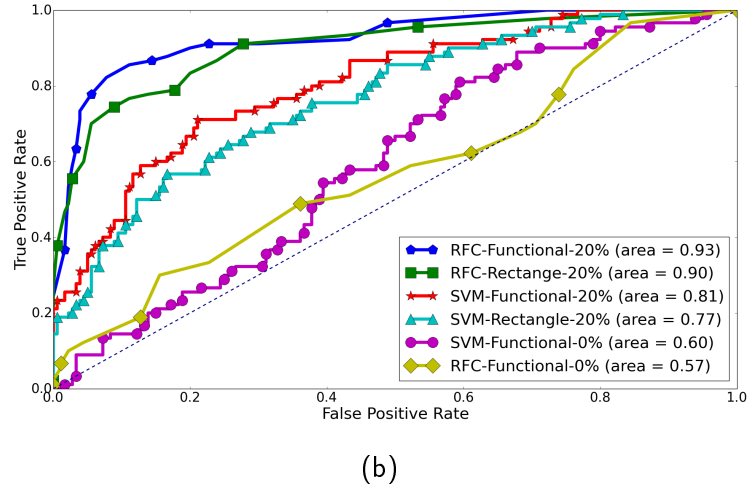 1.0
0.8
0.6
0.4
0.2
0.0
True Positive Rate
RFC-Functional-20% (area = 0.93)
RFC-Rectange-20% (area = 0.90)
SVM-Functional-20% (area = 0.81)
SVM-Rectangle-20% (area = 0.77)
SVM-Functional-0% (area = 0.60)
RFC-Functional-0% (area = 0.57)
0.0 0.2 0.4 0.6 0.8 1.0
False Positive Rate
(b)